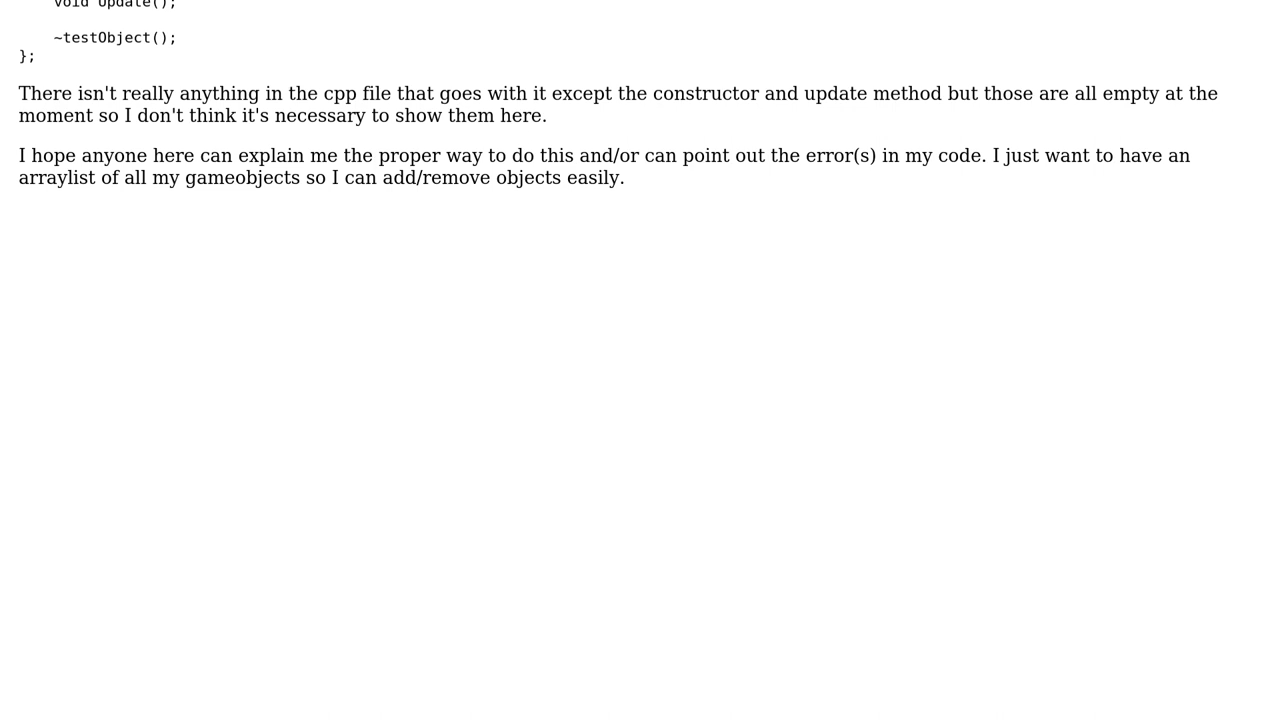 void Update();
~testObject();
};
There isn't really anything in the cpp file that goes with it except the constructor and update method but those are all empty at the
moment so I don't think it's necessary to show them here.
I hope anyone here can explain me the proper way to do this and/or can point out the error(s) in my code. I just want to have an
arraylist of all my gameobjects so I can add/remove objects easily.